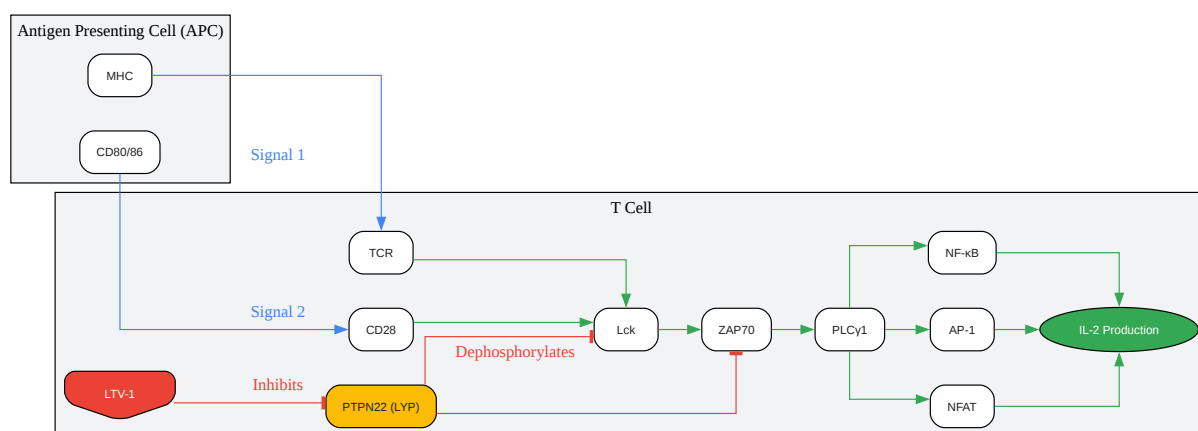 Antigen Presenting Cell (APC)
MHC
CD80/86
Signal 1
T Cell
TCR
NF-κB
Signal 2
CD28
Lck
ZAP70
PLCγ1
AP-1
IL-2 Production
Dephosphorylates
Inhibits
LTV-1
PTPN22 (LYP)
NFAT